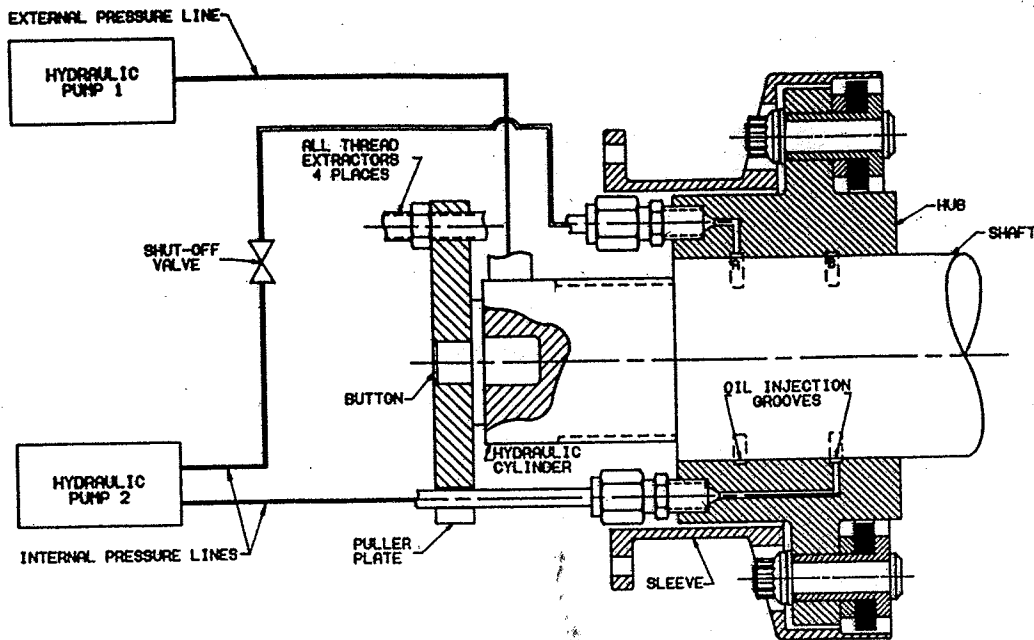 EXTERNAL PRESSURE LINE
HYDRAULIC
PUMP 1
ALL THREAD
EXTRACTORS
4 PLACES
SHUT-OFF
VALVE
HUB
SHAFT
BUTTON
OIL INJECTION
GROOVES
HYDRAULIC
CYLINDER
HYDRAULIC
PUMP 2
INTERNAL PRESSURE LINES
PULLER
PLATE
SLEEVE